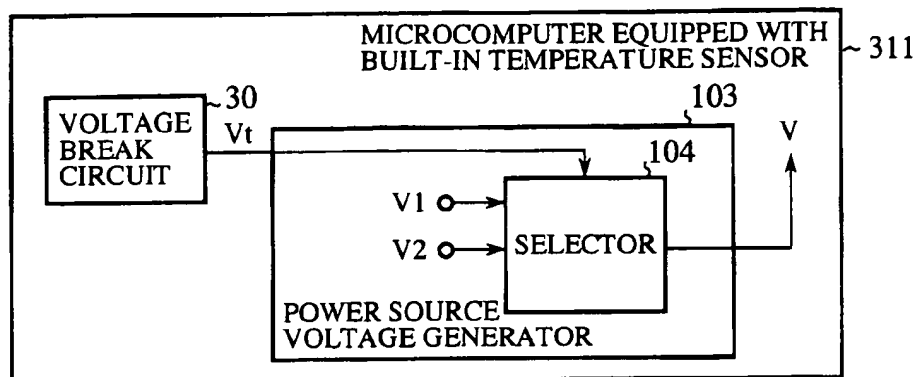 MICROCOMPUTER EQUIPPED WITH
BUILT-IN TEMPERATURE SENSOR
311
30
VOLTAGE
BREAK
CIRCUIT
Vt
103
V
104
V1
V2
SELECTOR
POWER SOURCE
VOLTAGE GENERATOR